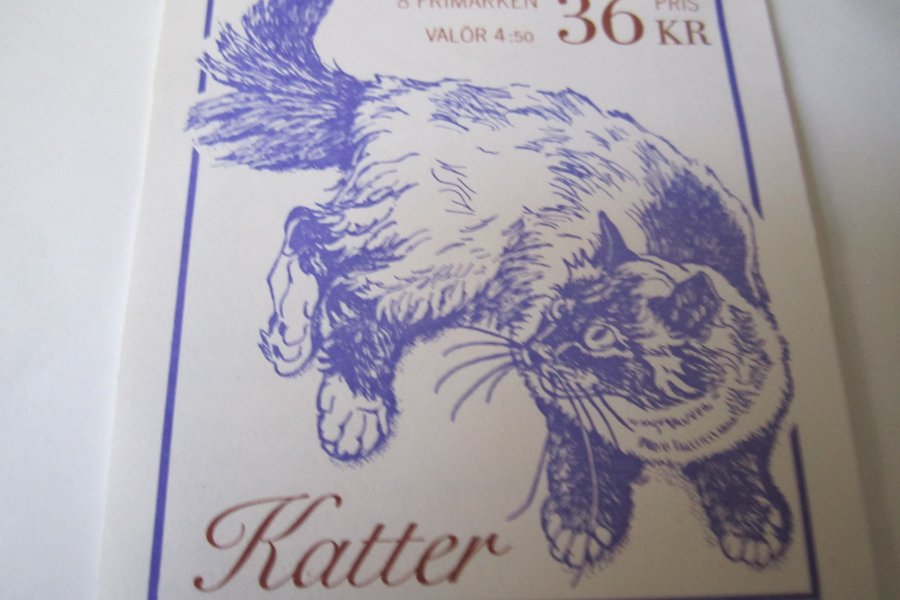 8 FRIMÄRKEN
PRIS
VALÖR 4:50
36 KR
Katter